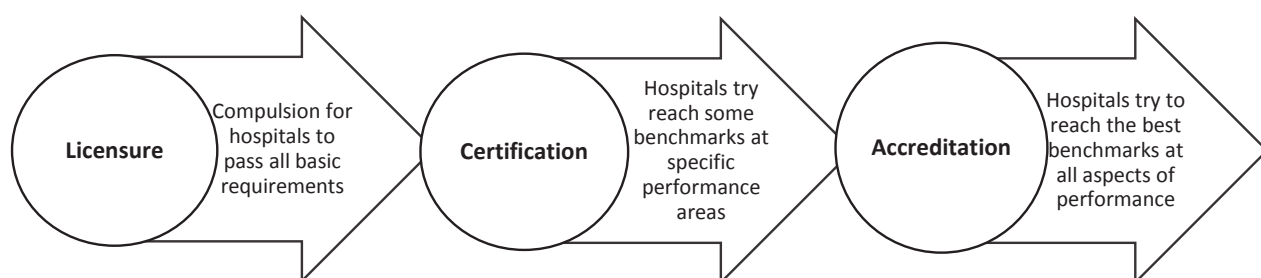 Licensure
Compulsion for
hospitals to
pass all basic
requirements
Certification
Hospitals try
reach some
benchmarks at
specific
performance
areas
Accreditation
Hospitals try to
reach the best
benchmarks at
all aspects of
performance